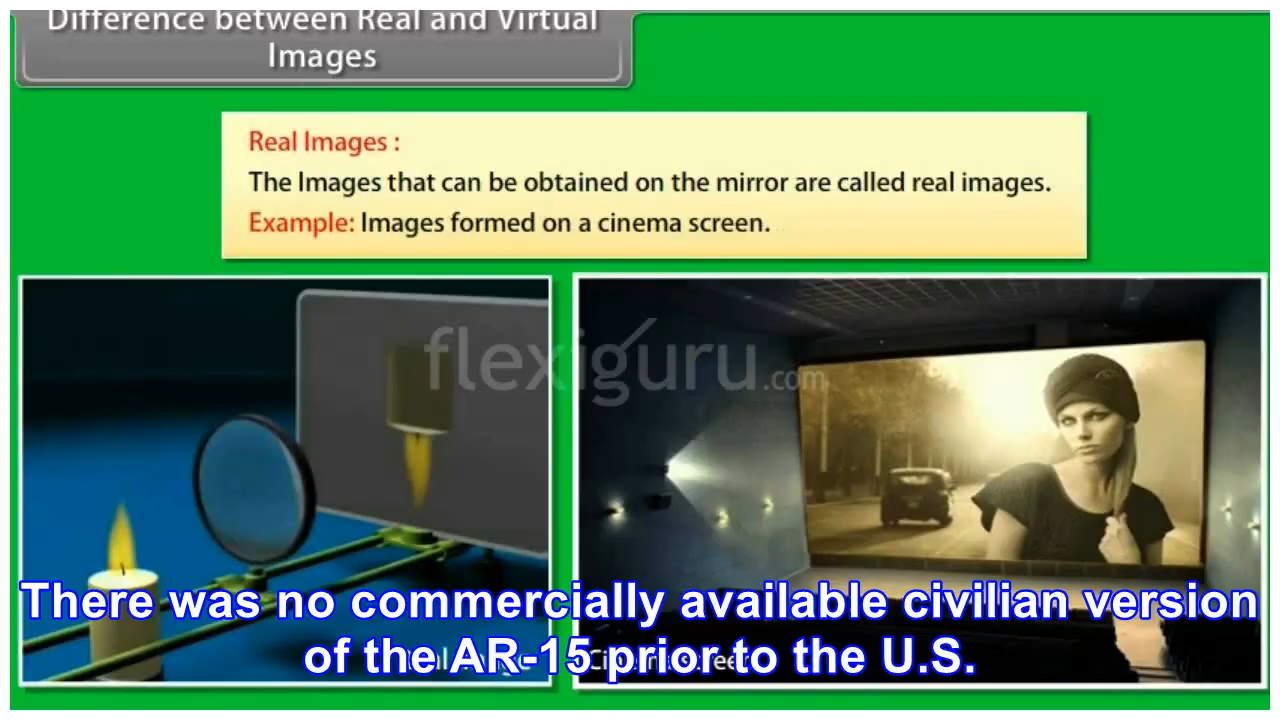 Difference between Real and Virtual
Images
Real Images :
The Images that can be obtained on the mirror are called real images.
Example: Images formed on a cinema screen.
flexiguru.com
There was no commercially available civilian version
of the AR-15 prior to the U.S.